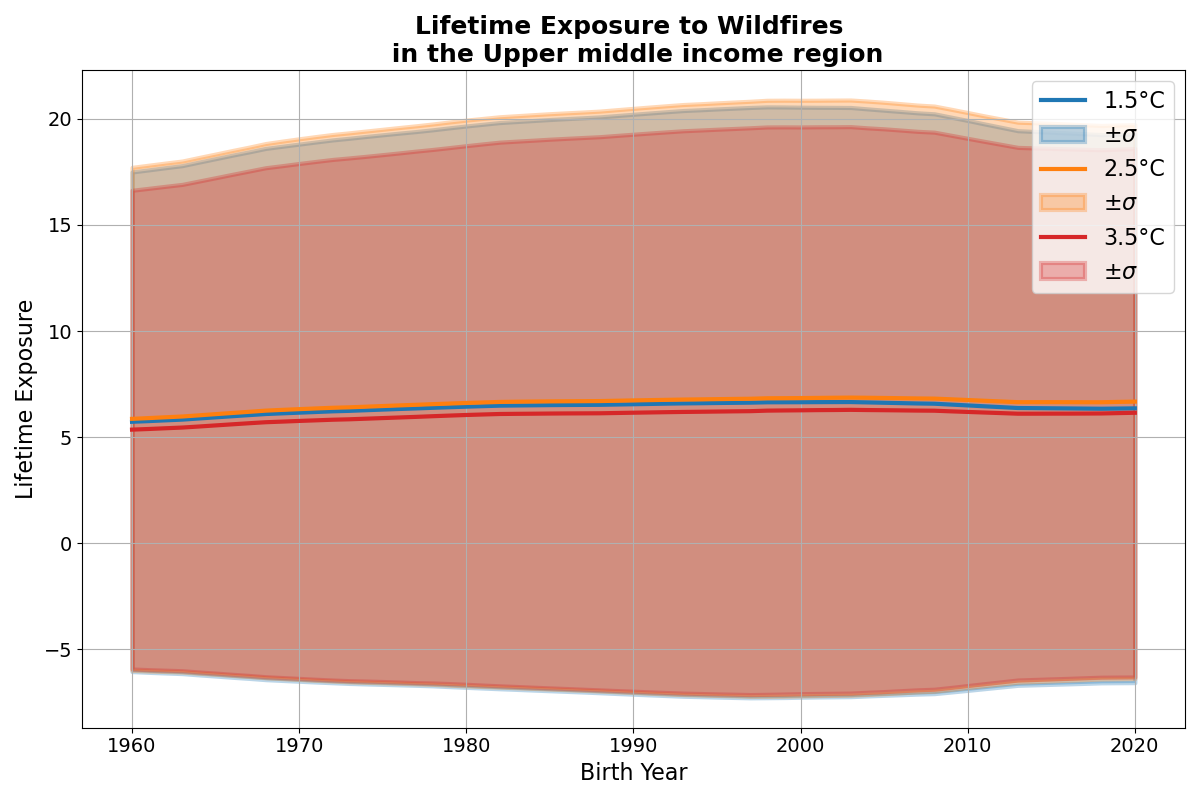 Lifetime Exposure to Wildfires
in the Upper middle income region
1.5°C
±σ
2.5°C
±σ
3.5°C
±σ
Lifetime Exposure
20
15
10
5
0
−5
1960
1970
1980
1990
2000
2010
2020
Birth Year